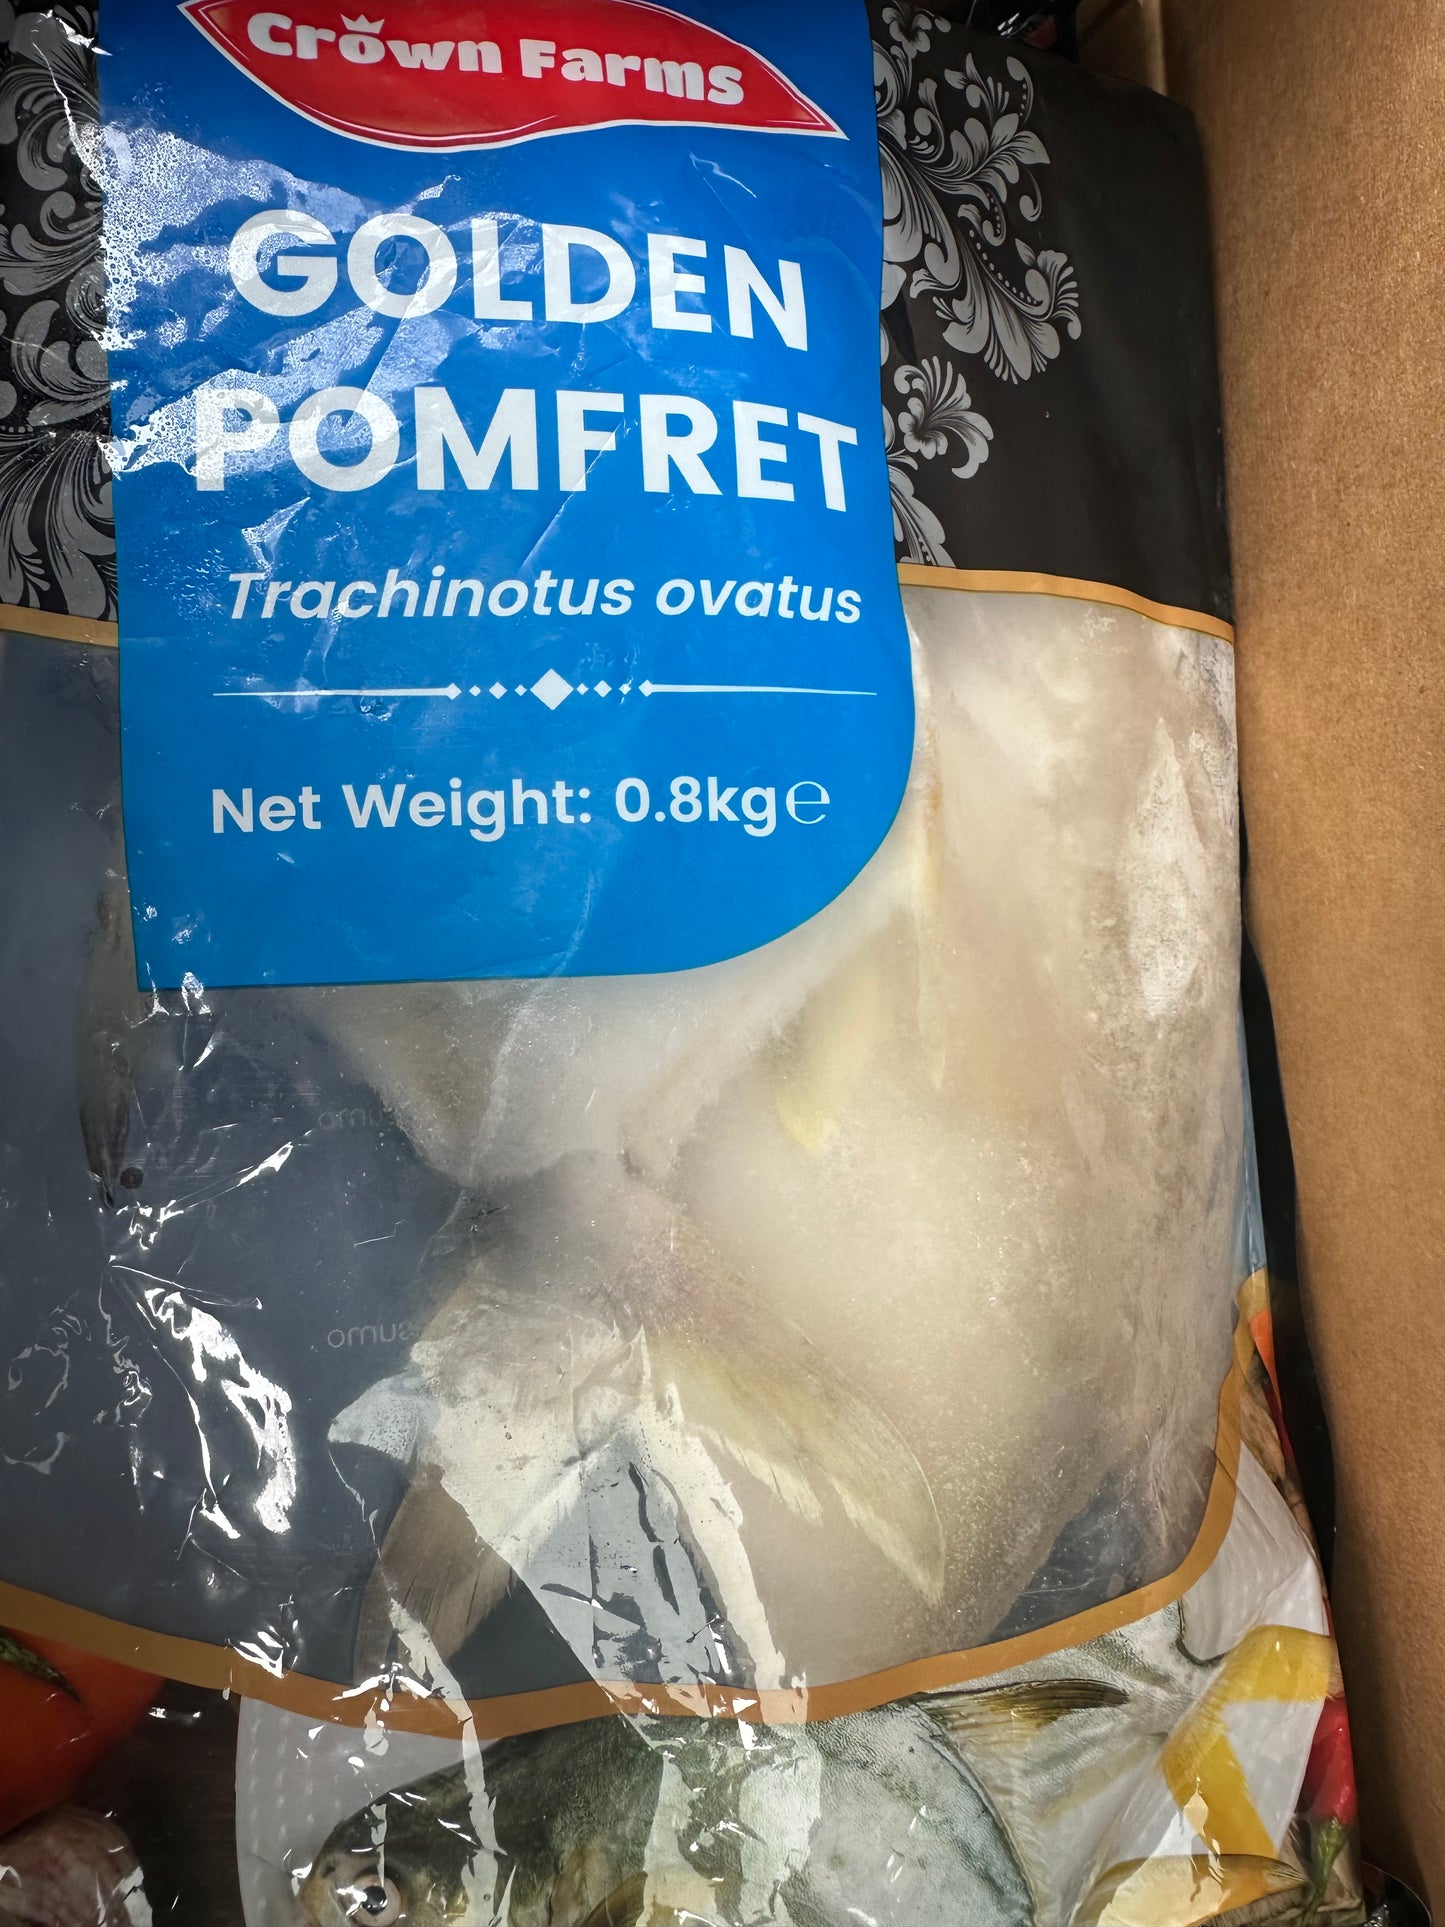 Crown Farms
GOLDEN
POMFRET
Trachinotus ovatus
Net Weight: 0.8kg℮